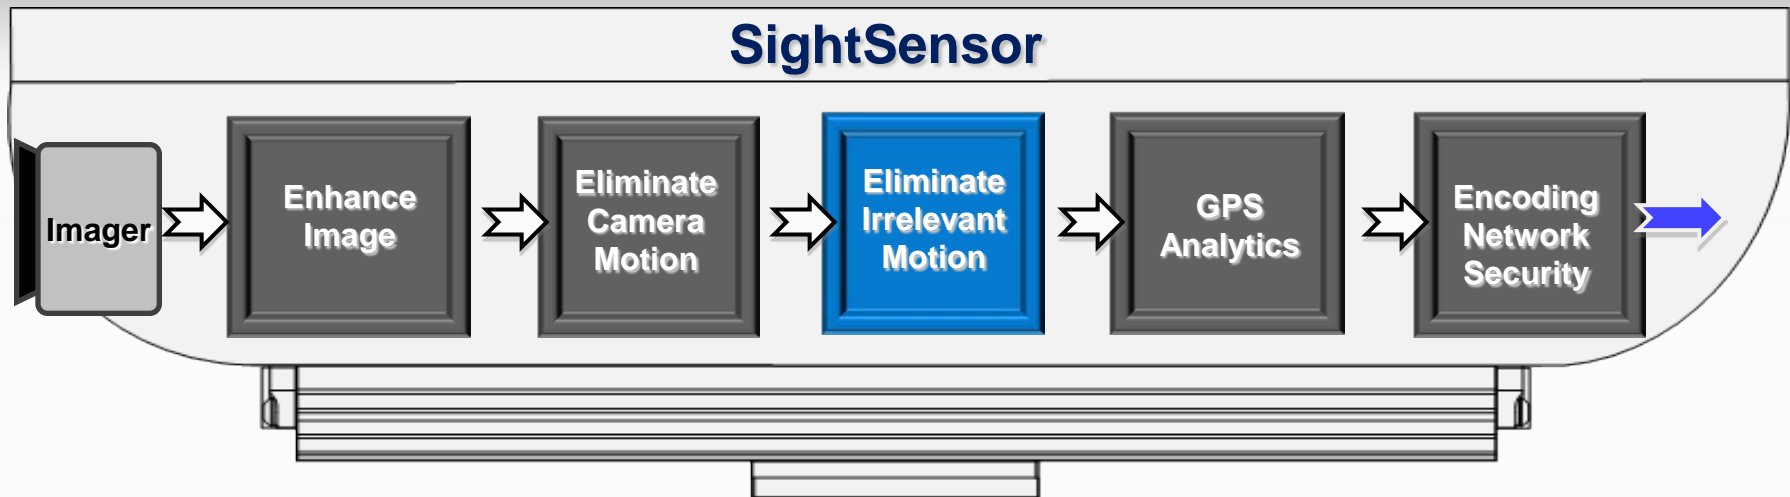 SightSensor
Imager
Enhance
Image
Eliminate
Camera
Motion
Eliminate
Irrelevant
Motion
GPS
Analytics
Encoding
Network
Security